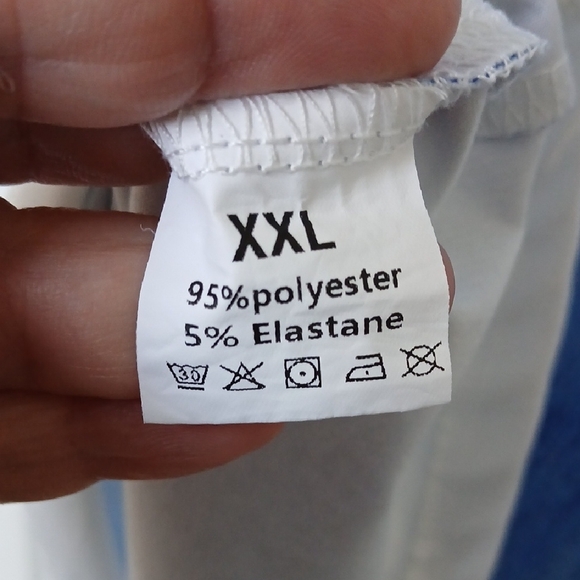 XXL
95%polyester
5% Elastane
30